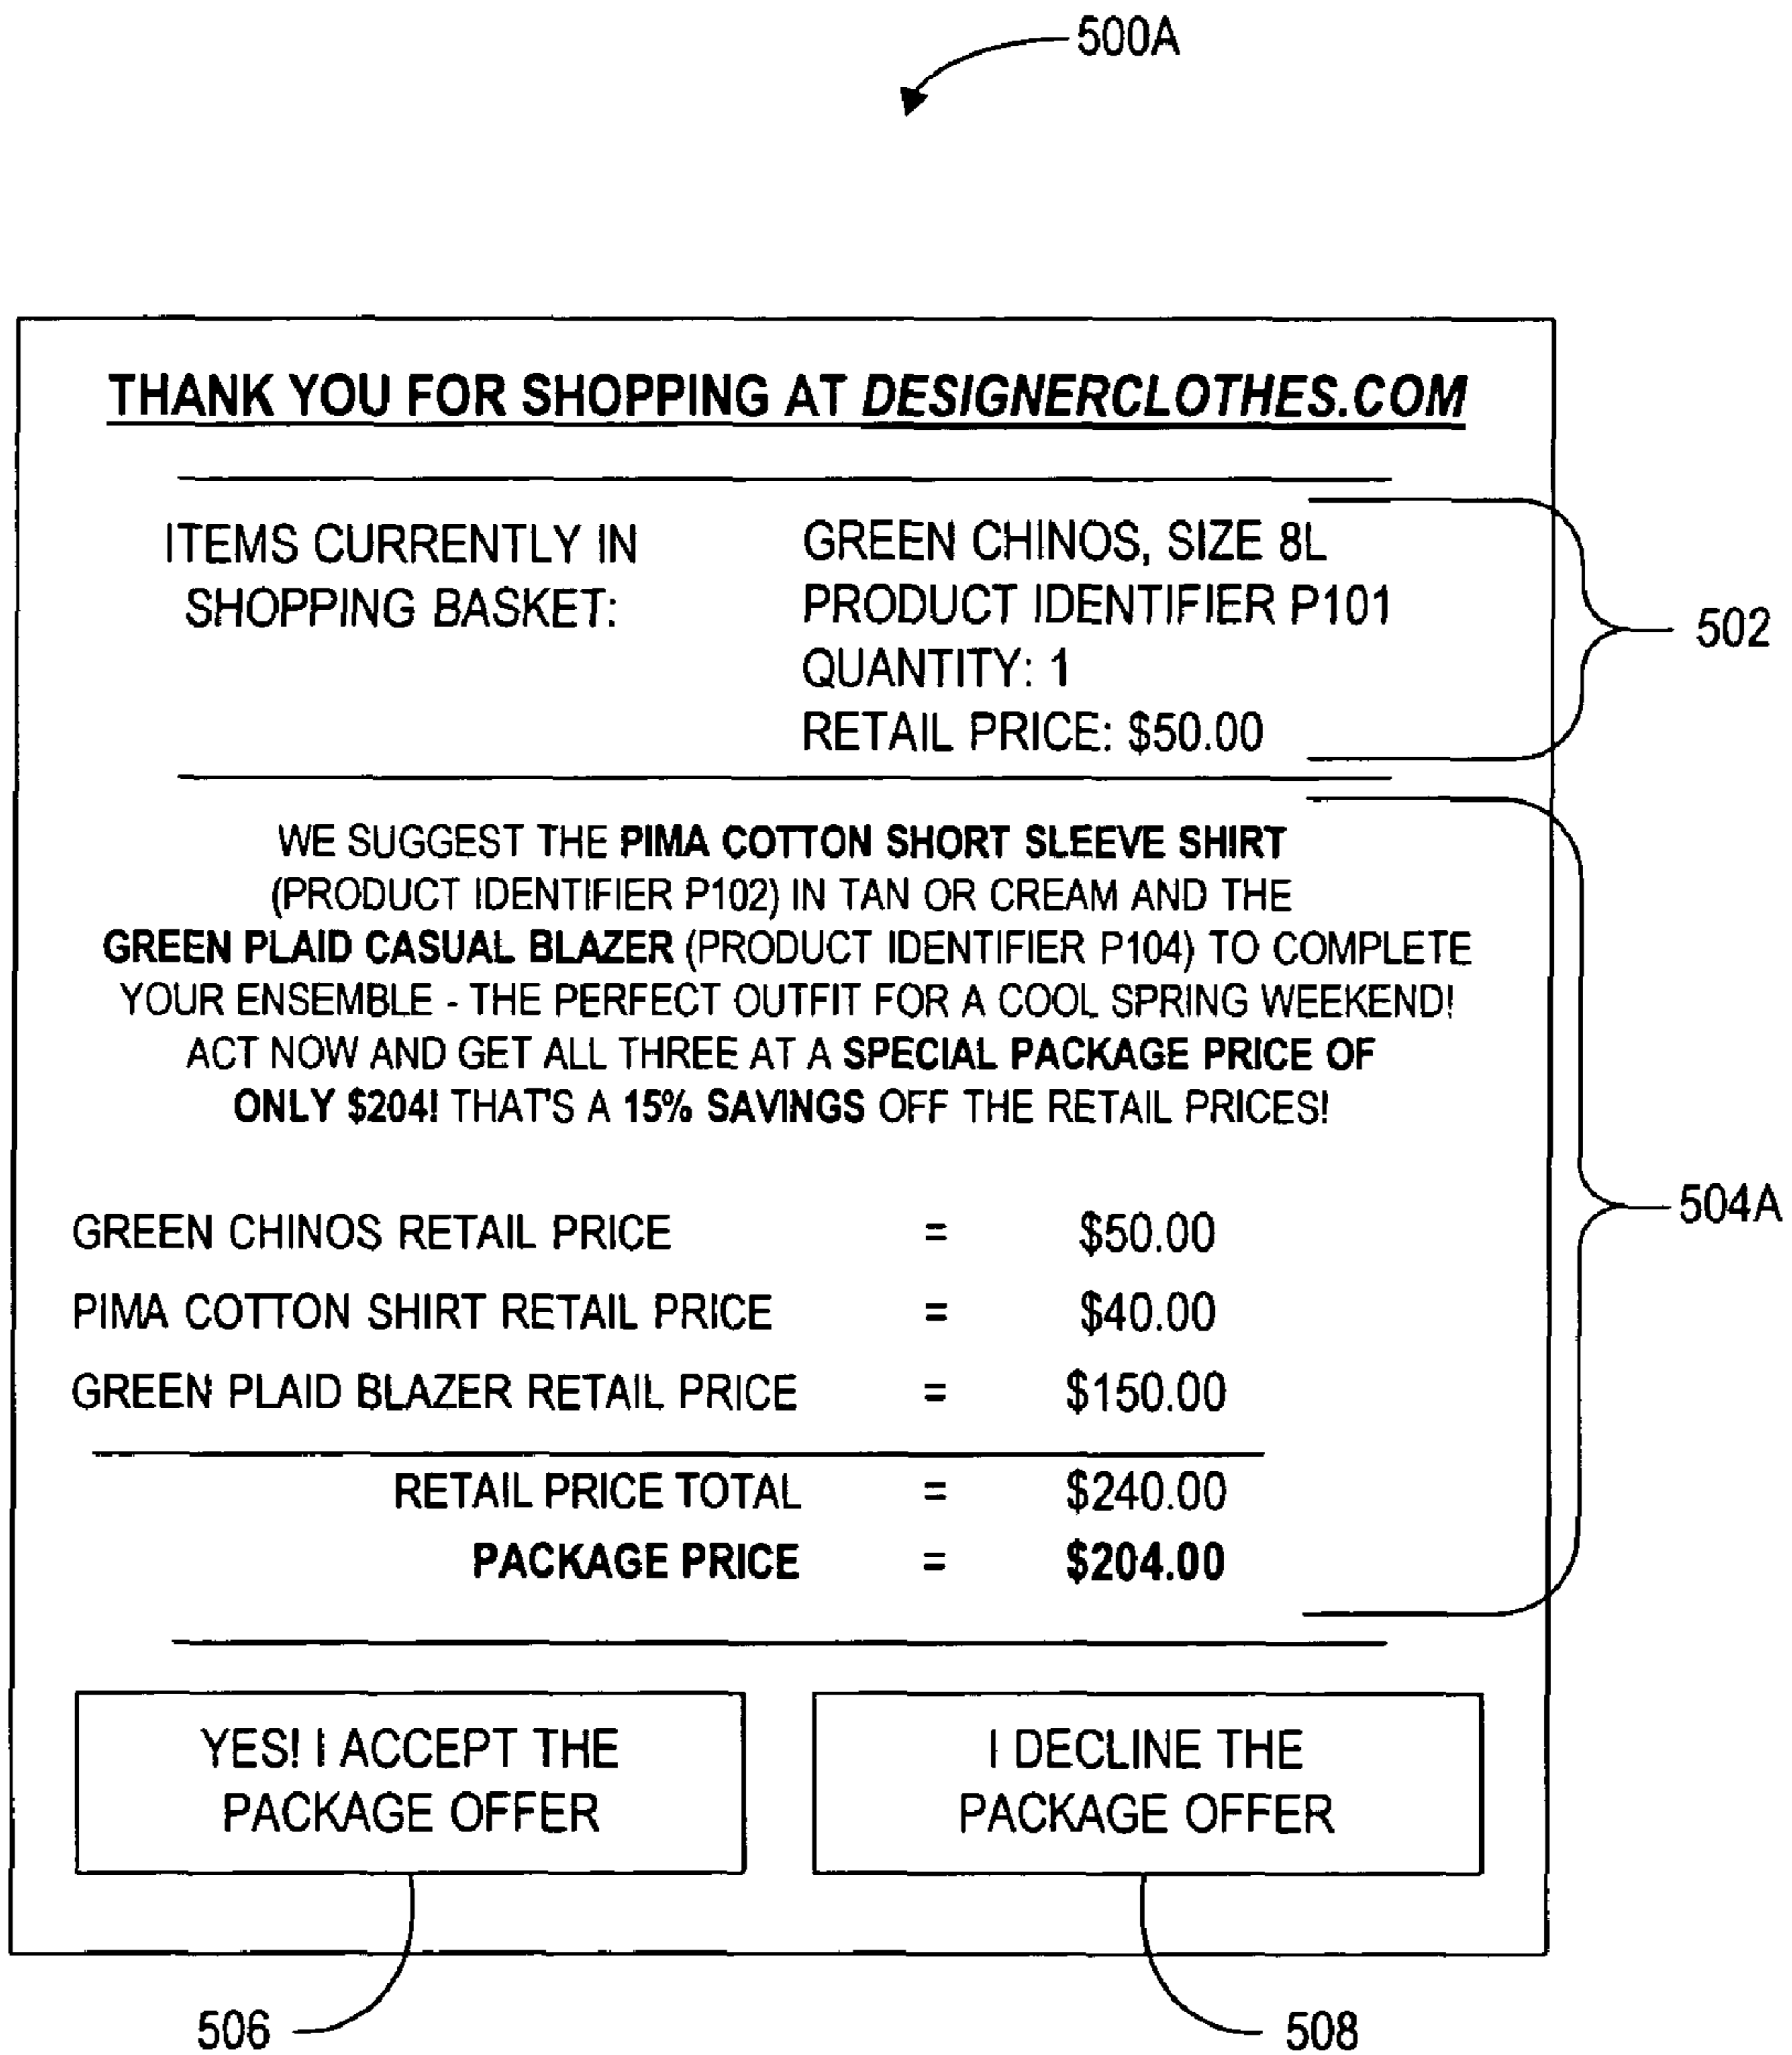 500A
THANK YOU FOR SHOPPING AT DESIGNERCLOTHES.COM
ITEMS CURRENTLY IN
SHOPPING BASKET:
GREEN CHINOS, SIZE 8L
PRODUCT IDENTIFIER P101
QUANTITY: 1
RETAIL PRICE: $50.00
502
WE SUGGEST THE PIMA COTTON SHORT SLEEVE SHIRT
(PRODUCT IDENTIFIER P102) IN TAN OR CREAM AND THE
GREEN PLAID CASUAL BLAZER (PRODUCT IDENTIFIER P104) TO COMPLETE
YOUR ENSEMBLE - THE PERFECT OUTFIT FOR A COOL SPRING WEEKEND!
ACT NOW AND GET ALL THREE AT A SPECIAL PACKAGE PRICE OF
ONLY $204! THAT'S A 15% SAVINGS OFF THE RETAIL PRICES!
504A
GREEN CHINOS RETAIL PRICE = $50.00
PIMA COTTON SHIRT RETAIL PRICE = $40.00
GREEN PLAID BLAZER RETAIL PRICE = $150.00
RETAIL PRICE TOTAL = $240.00
PACKAGE PRICE = $204.00
YES! I ACCEPT THE
PACKAGE OFFER
I DECLINE THE
PACKAGE OFFER
506
508